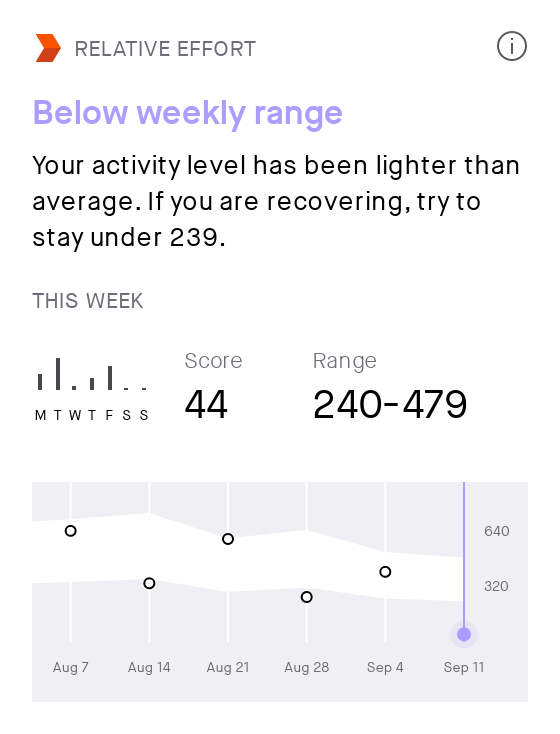 RELATIVE EFFORT
Below weekly range
Your activity level has been lighter than
average. If you are recovering, try to
stay under 239.
THIS WEEK
Score
Range
44
240-479
M T W T F S S
640
320
Aug 7
Aug 14
Aug 21
Aug 28
Sep 4
Sep 11